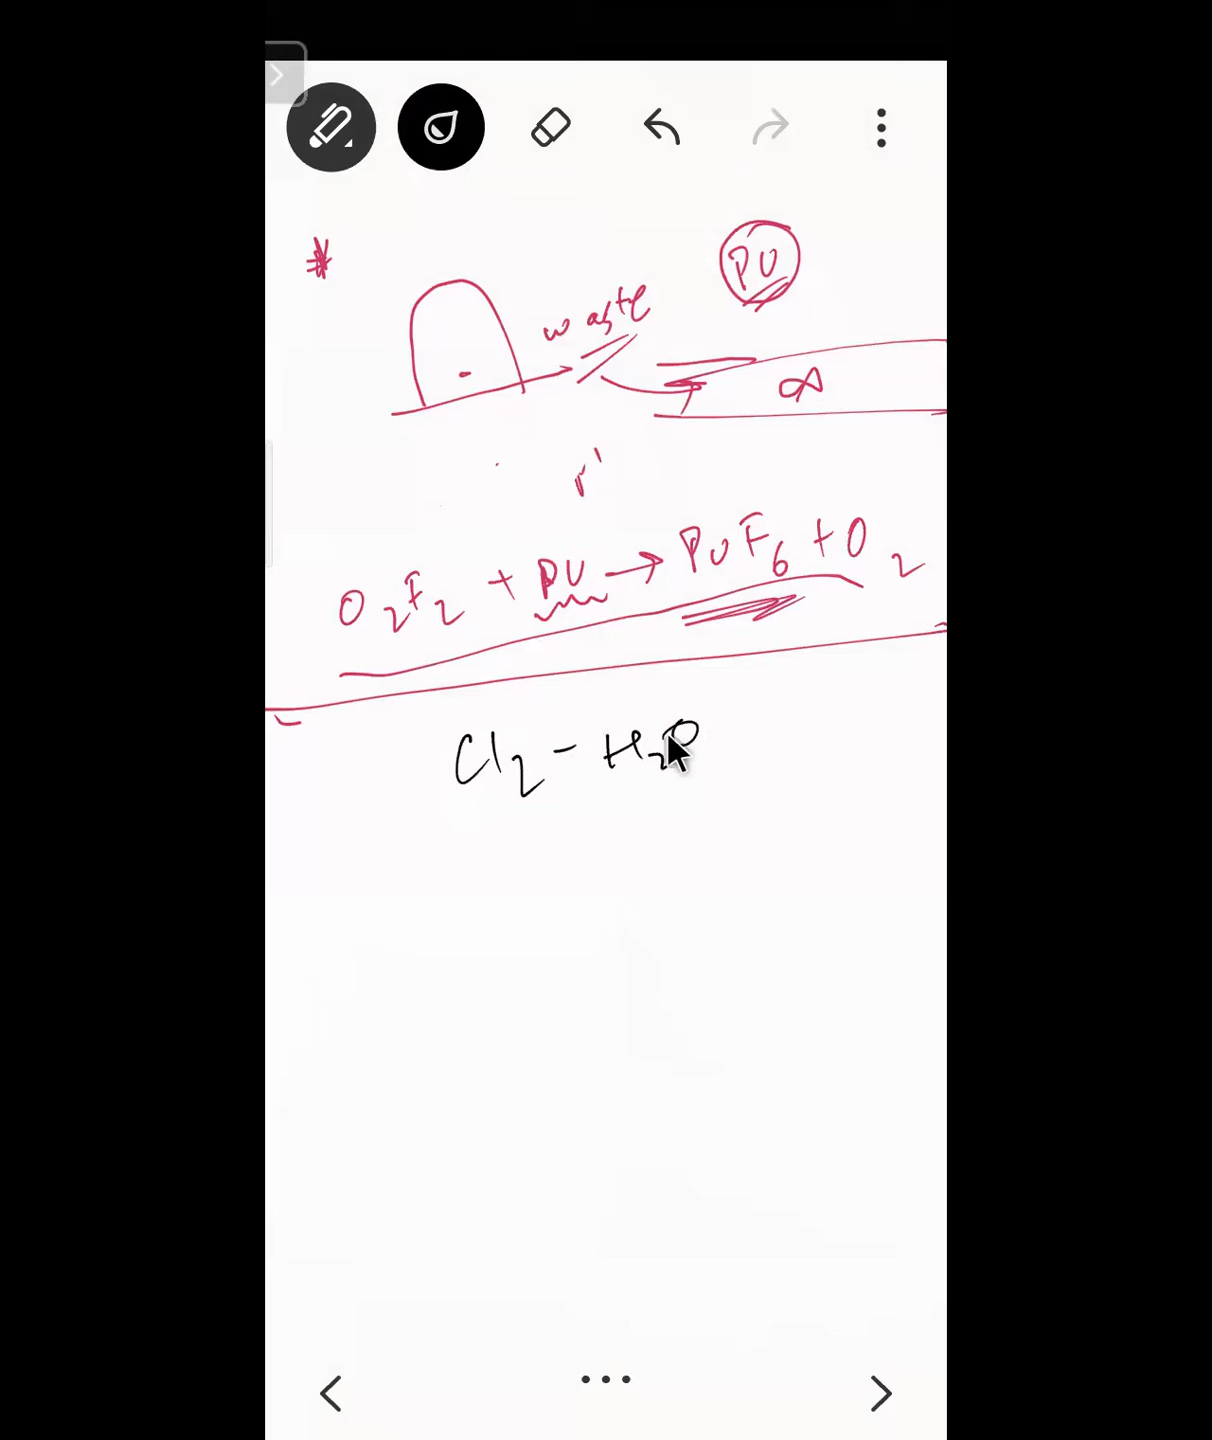 PU
waste
O2F2 + PU → PUF6 + O2
Cl2 - H2O